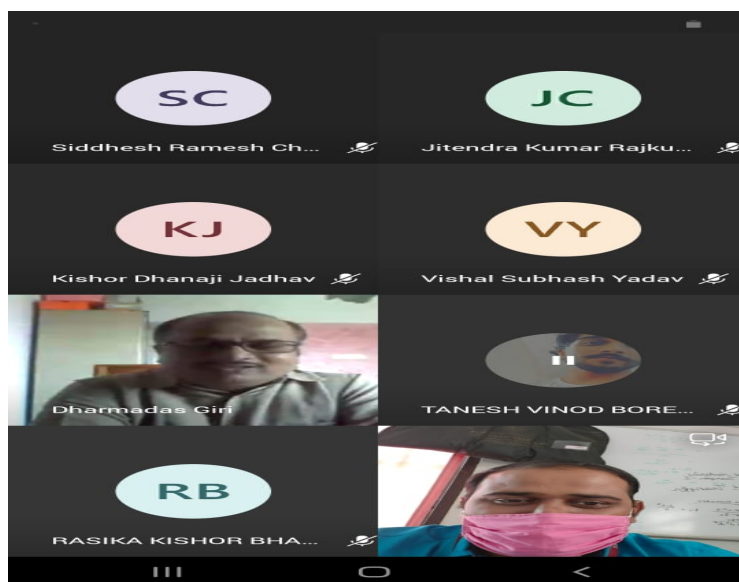 SC
JC
Siddhesh Ramesh Ch...
Jitendra Kumar Rajku...
KJ
VY
Kishor Dhanaji Jadhav
Vishal Subhash Yadav
Dharmadas Giri
TANESH VINOD BORE...
RB
RASIKA KISHOR BHA...